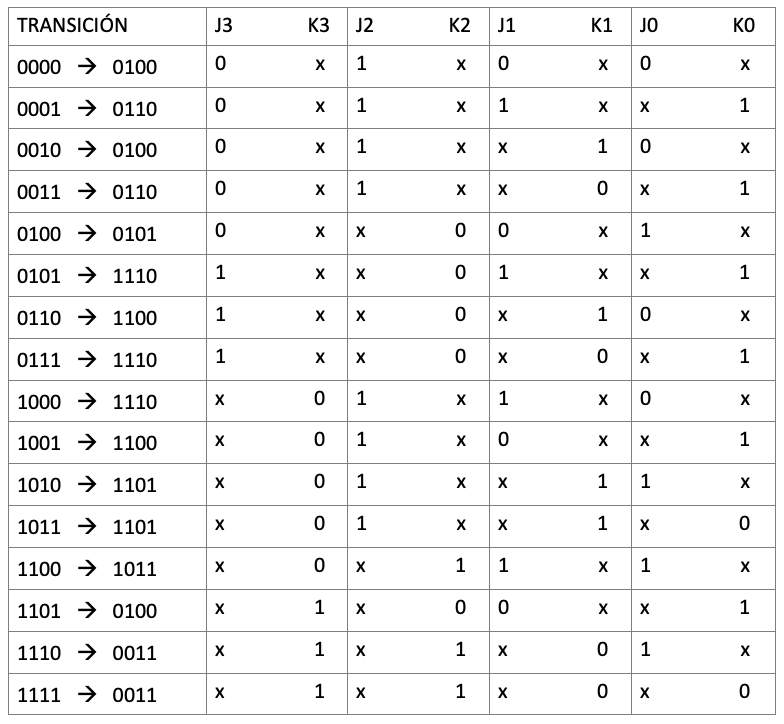 TRANSICIÓN J3 K3 J2 K2 J1 K1 J0 K0
0000 → 0100 0 x 1 x 0 x 0 x
0001 → 0110 0 x 1 x 1 x x 1
0010 → 0100 0 x 1 x x 1 0 x
0011 → 0110 0 x 1 x x 0 x 1
0100 → 0101 0 x x 0 0 x 1 x
0101 → 1110 1 x x 0 1 x x 1
0110 → 1100 1 x x 0 x 1 0 x
0111 → 1110 1 x x 0 x 0 x 1
1000 → 1110 x 0 1 x 1 x 0 x
1001 → 1100 x 0 1 x 0 x x 1
1010 → 1101 x 0 1 x x 1 1 x
1011 → 1101 x 0 1 x x 1 x 0
1100 → 1011 x 0 x 1 1 x 1 x
1101 → 0100 x 1 x 0 0 x x 1
1110 → 0011 x 1 x 1 x 0 1 x
1111 → 0011 x 1 x 1 x 0 x 0